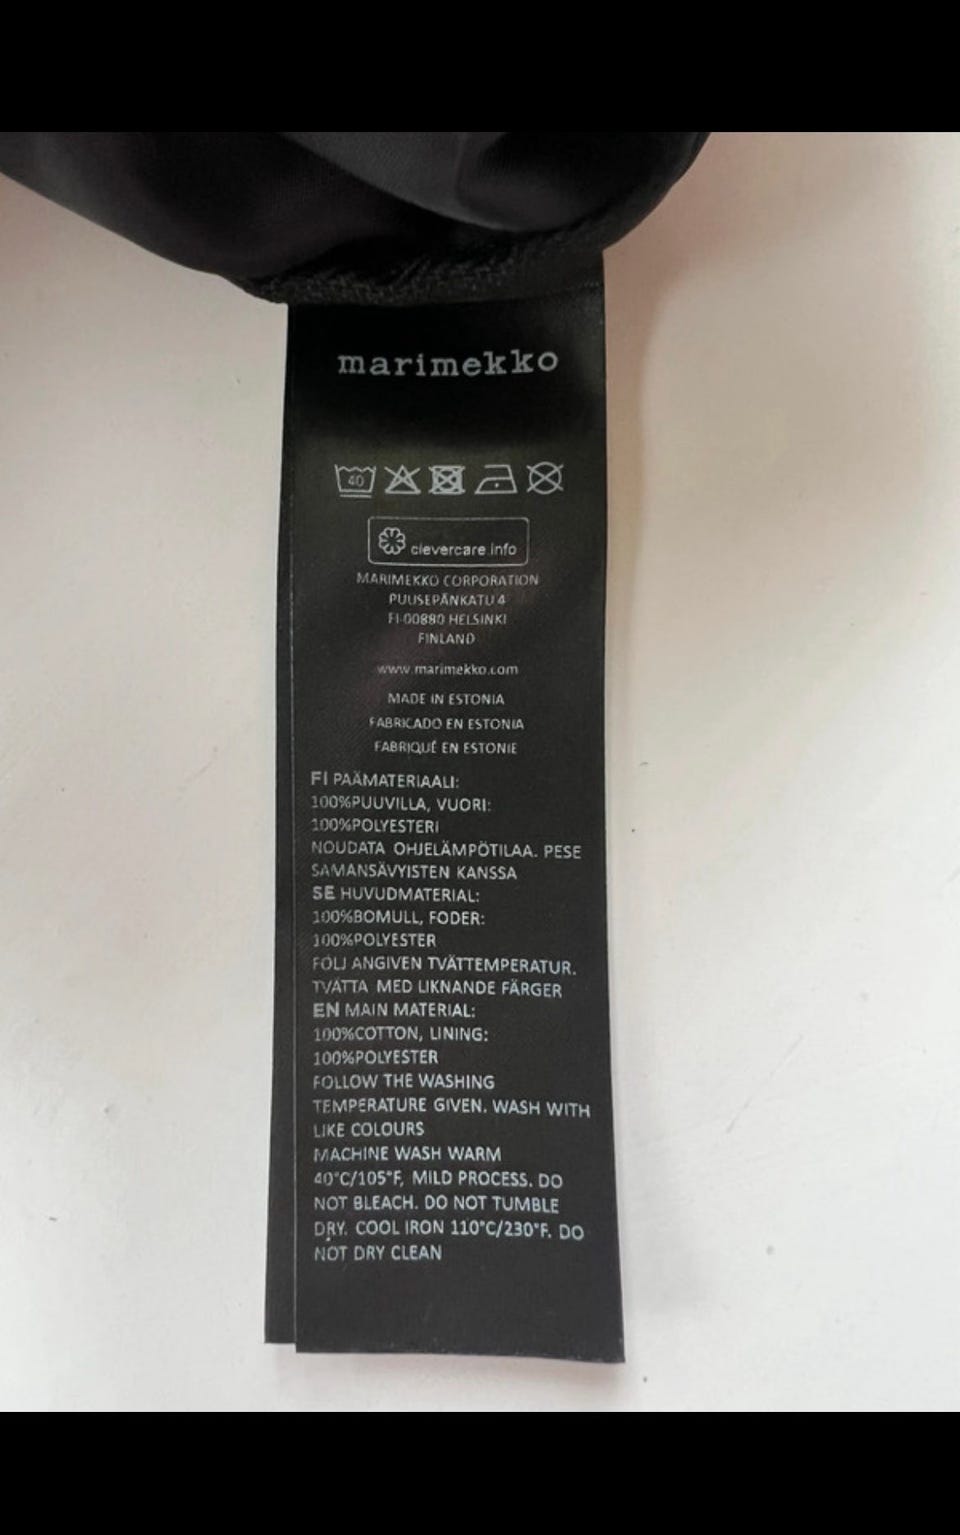 marimekko
40
clevercare.info
MARIMEKKO CORPORATION
PUUSEPÄNKATU 4
FI-00880 HELSINKI
FINLAND
www.marimekko.com
MADE IN ESTONIA
FABRICADO EN ESTONIA
FABRIQUÉ EN ESTONIE
FI PÄÄMATERIAALI:
100%PUUVILLA, VUORI:
100%POLYESTERI
NOUDATA OHJELÄMPÖTILAA. PESE
SAMANSÄVYISTEN KANSSA
SE HUVUDMATERIAL:
100%BOMULL, FODER:
100%POLYESTER
FÖLJ ANGIVEN TVÄTTEMPERATUR.
TVÄTTA MED LIKNANDE FÄRGER
EN MAIN MATERIAL:
100%COTTON, LINING:
100%POLYESTER
FOLLOW THE WASHING
TEMPERATURE GIVEN. WASH WITH
LIKE COLOURS
MACHINE WASH WARM
40°C/105°F, MILD PROCESS. DO
NOT BLEACH. DO NOT TUMBLE
DRY. COOL IRON 110°C/230°F. DO
NOT DRY CLEAN